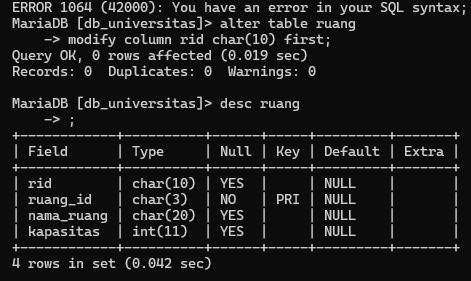 ERROR 1064 (42000): You have an error in your SQL syntax;
MariaDB [db_universitas]> alter table ruang
    -> modify column rid char(10) first;
Query OK, 0 rows affected (0.019 sec)
Records: 0  Duplicates: 0  Warnings: 0

MariaDB [db_universitas]> desc ruang
    -> ;
+------------+----------+------+-----+---------+-------+
| Field      | Type     | Null | Key | Default | Extra |
+------------+----------+------+-----+---------+-------+
| rid        | char(10) | YES  |     | NULL    |       |
| ruang_id   | char(3)  | NO   | PRI | NULL    |       |
| nama_ruang | char(20) | YES  |     | NULL    |       |
| kapasitas  | int(11)  | YES  |     | NULL    |       |
+------------+----------+------+-----+---------+-------+
4 rows in set (0.042 sec)